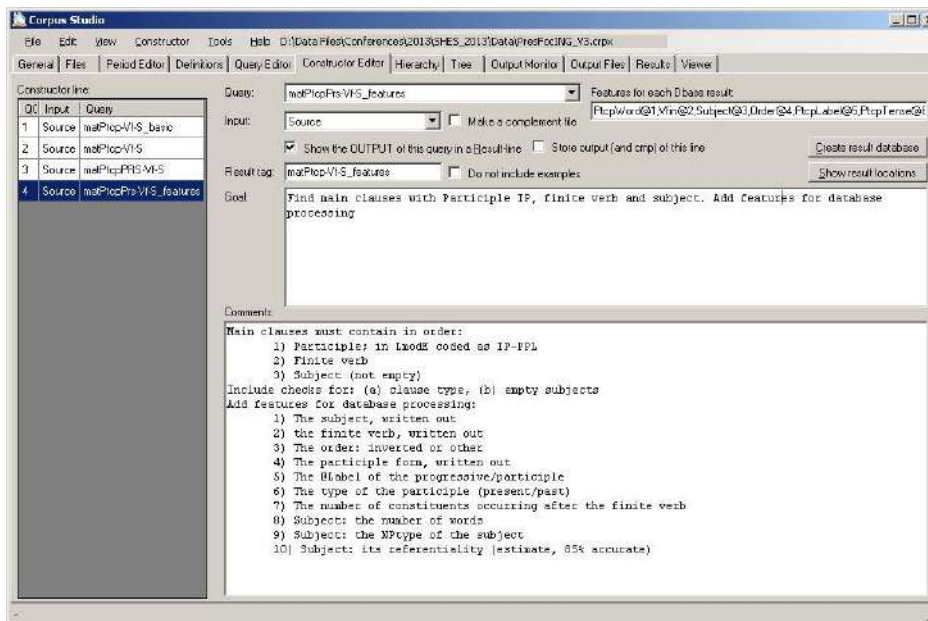 Corpus Studio
File Edit View Constructor Tools Help D:\Data Files\Conferences\2013\SHES_2013\Data\PresFocING_V3.crpx
General Files Period Editor Definitions Query Editor Constructor Editor Hierarchy Tree Output Monitor Output Files Results Viewer
Constructor line:
QC Input Query
1 Source matPtcp-Vf-S_basic
2 Source matPtcp-Vf-S
3 Source matPtcpPRS-Vf-S
4 Source matPtcpPrs-Vf-S_features
Query: matPtcpPrs-Vf-S_features
Features for each Dbase result:
PtcpWord@1,Vfin@2,Subject@3,Order@4,PtcpLabel@5,PtcpTense@6
Input: Source Make a complement file
Show the OUTPUT of this query in a Result-line Store output (and cmp) of this line Create result database
Result tag: matPtcp-Vf-S_features Do not include examples Show result locations
Goal Find main clauses with Participle IP, finite verb and subject. Add features for database
processing
Comments:
Main clauses must contain in order:
1) Participle; in LmodE coded as IP-PPL
2) Finite verb
3) Subject (not empty)
Include checks for: (a) clause type, (b) empty subjects
Add features for database processing:
1) The subject, written out
2) the finite verb, written out
3) The order: inverted or other
4) The participle form, written out
5) The @Label of the progressive/participle
6) The type of the participle (present/past)
7) The number of constituents occurring after the finite verb
8) Subject: the number of words
9) Subject: the NPtype of the subject
10) Subject: its referentiality (estimate, 85% accurate)